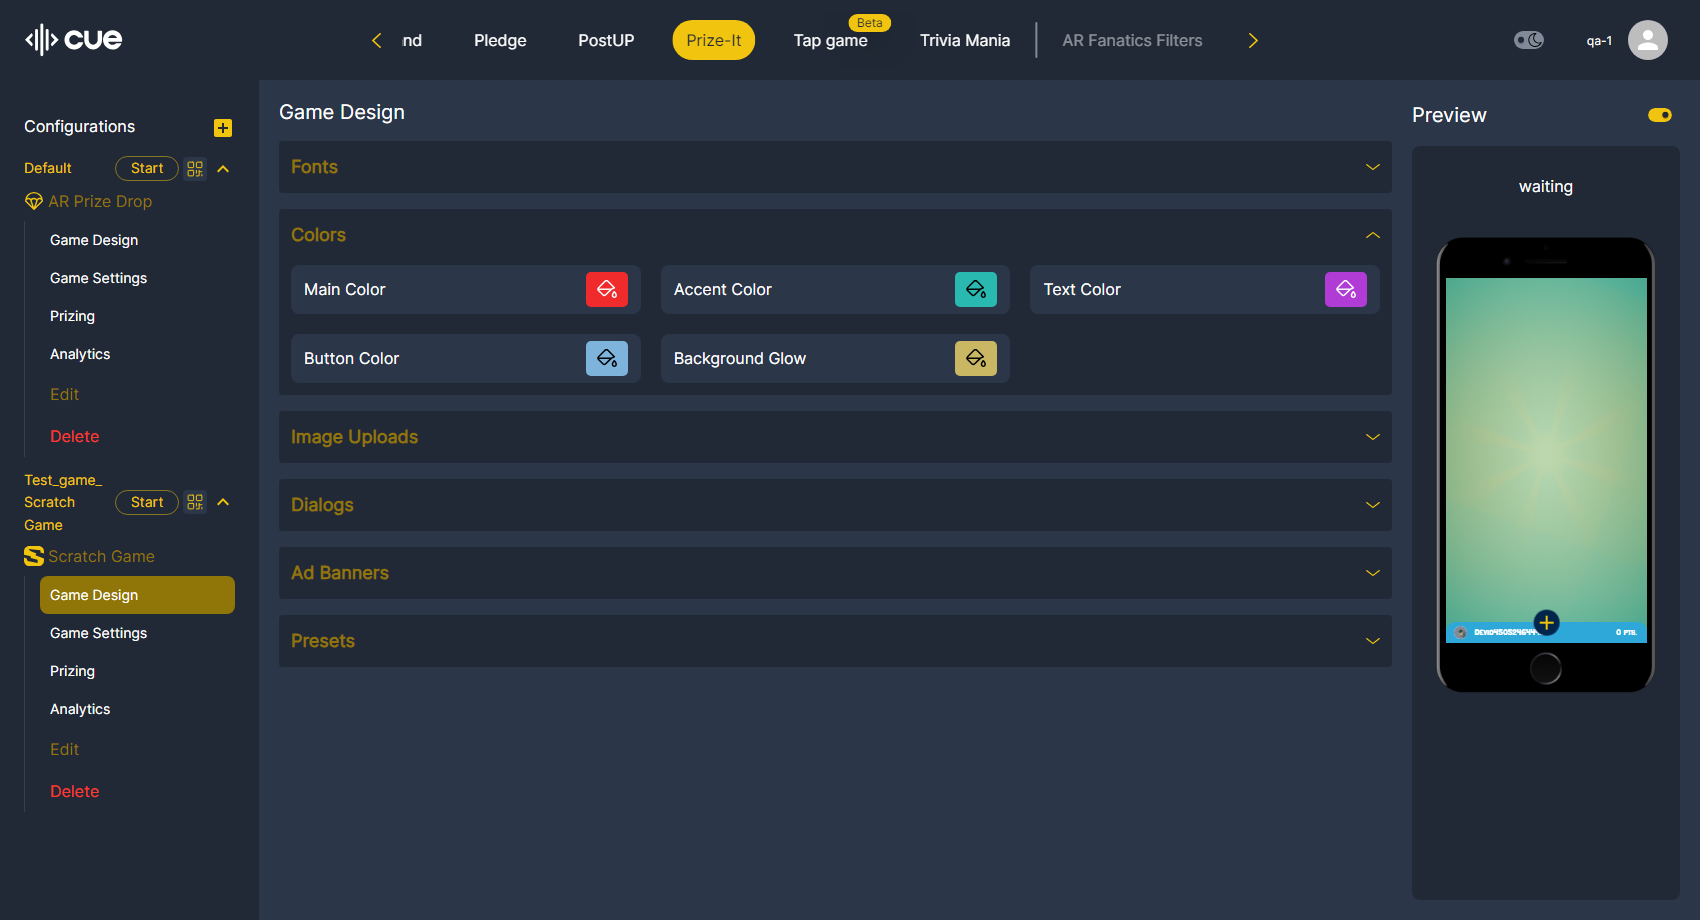 cue
nd
Pledge
PostUP
Prize-It
Tap game
Beta
Trivia Mania
AR Fanatics Filters
qa-1
Configurations
Default
Start
AR Prize Drop
Game Design
Game Settings
Prizing
Analytics
Edit
Delete
Test_game_
Scratch
Game
Start
Scratch Game
Game Design
Game Settings
Prizing
Analytics
Edit
Delete
Game Design
Fonts
Colors
Main Color
Accent Color
Text Color
Button Color
Background Glow
Image Uploads
Dialogs
Ad Banners
Presets
Preview
waiting
0 PTS.